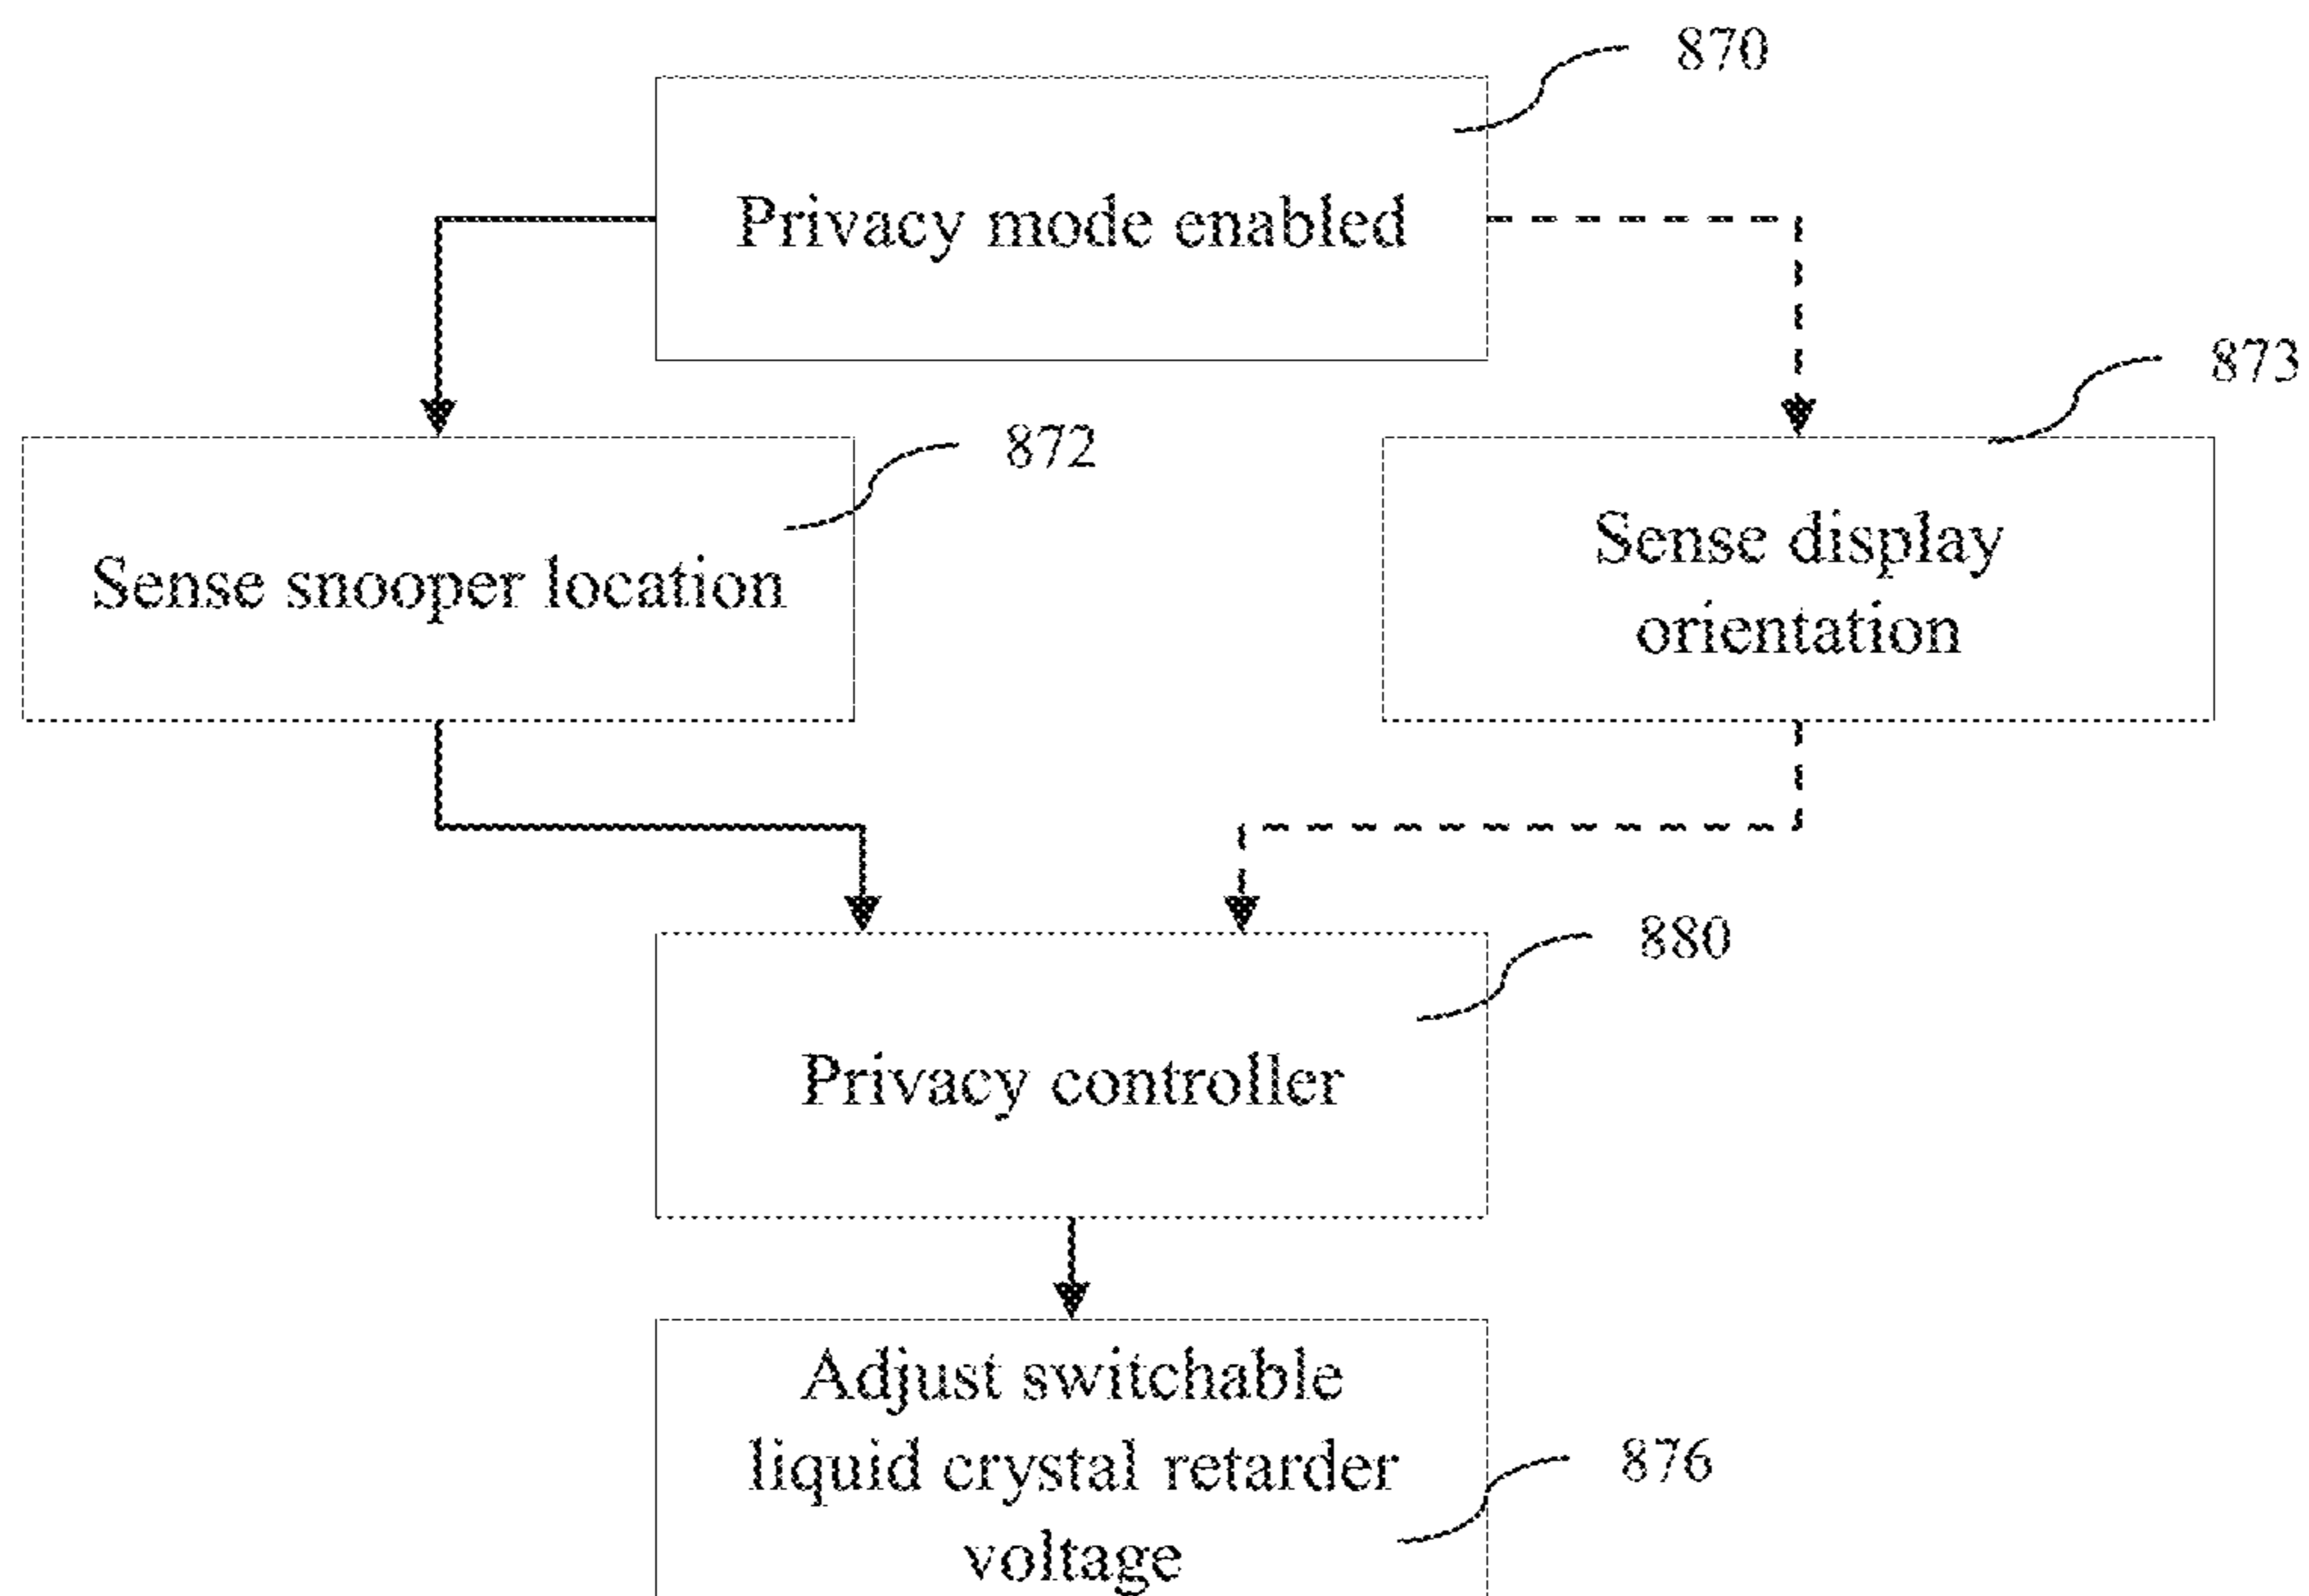 870
Privacy mode enabled
873
872
Sense snooper location
Sense display
orientation
880
Privacy controller
Adjust switchable
liquid crystal retarder
voltage
876